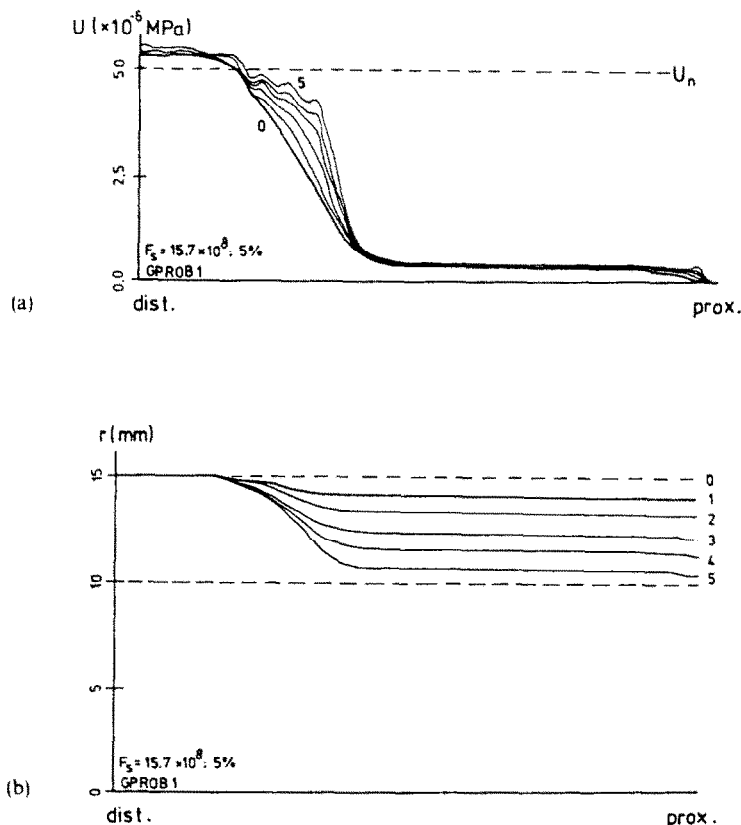 U (×10⁻⁶ MPa)
5.0
U_n
5
0
2.5
F_s = 15.7×10⁸; 5%
GPROB1
0.0
(a)
dist.
prox.
r (mm)
15
0
1
2
3
4
10
5
5
F_s = 15.7×10⁸; 5%
GPROB1
(b)
0
dist.
prox.